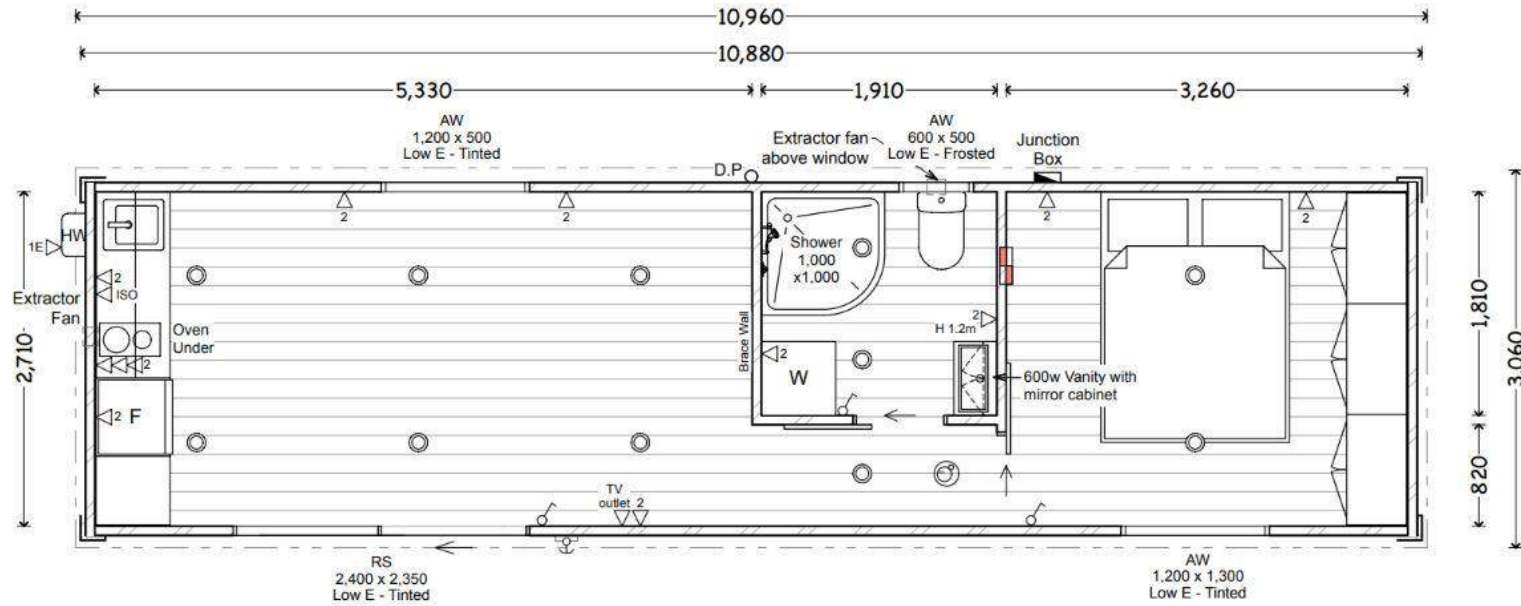 10,960
10,880
5,330
1,910
3,260
AW
1,200 x 500
Low E - Tinted
Extractor fan
above window
AW
600 x 500
Low E - Frosted
Junction
Box
D.P
2
2
2
2
HW
1E
2
ISO
Extractor
Fan
Oven
Under
2
2
F
2,710
Shower
1,000
x1,000
2
H 1.2m
Brace Wall
2
W
600w Vanity with
mirror cabinet
1,810
820
3,060
TV
outlet
2
RS
2,400 x 2,350
Low E - Tinted
AW
1,200 x 1,300
Low E - Tinted